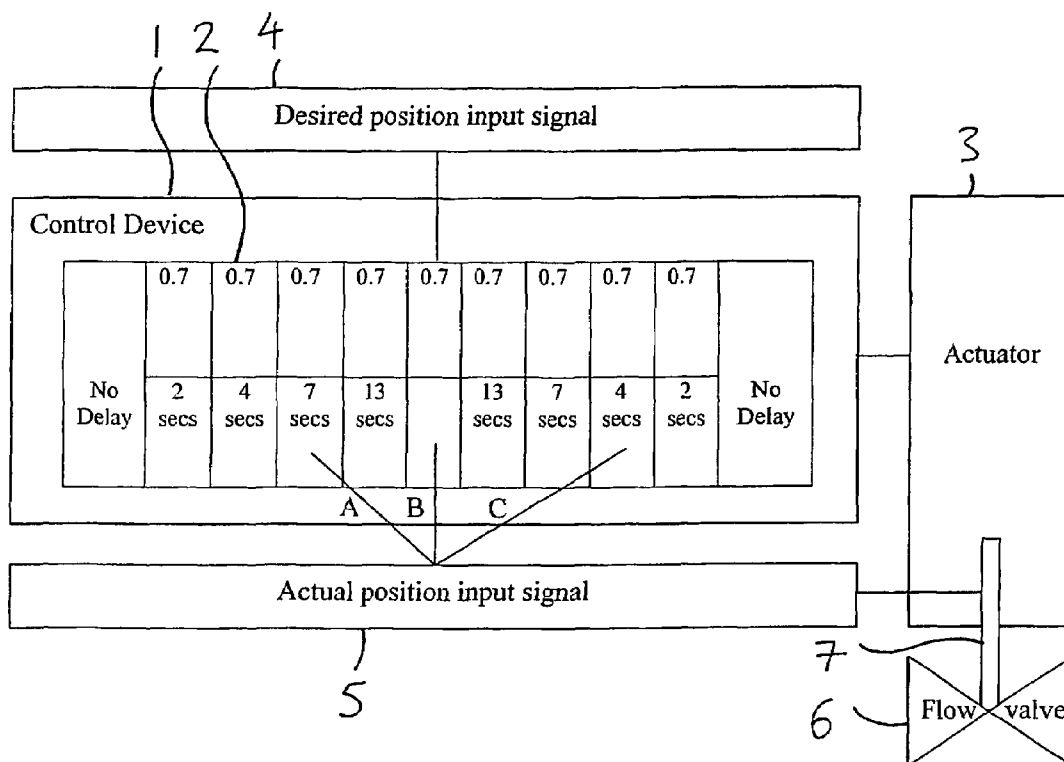 1 2 4
Desired position input signal
3
Control Device
0.7 0.7 0.7 0.7 0.7 0.7 0.7 0.7 0.7
Actuator
No Delay
2 secs
4 secs
7 secs
13 secs
13 secs
7 secs
4 secs
2 secs
No Delay
A B C
Actual position input signal
7
5
6
Flow valve